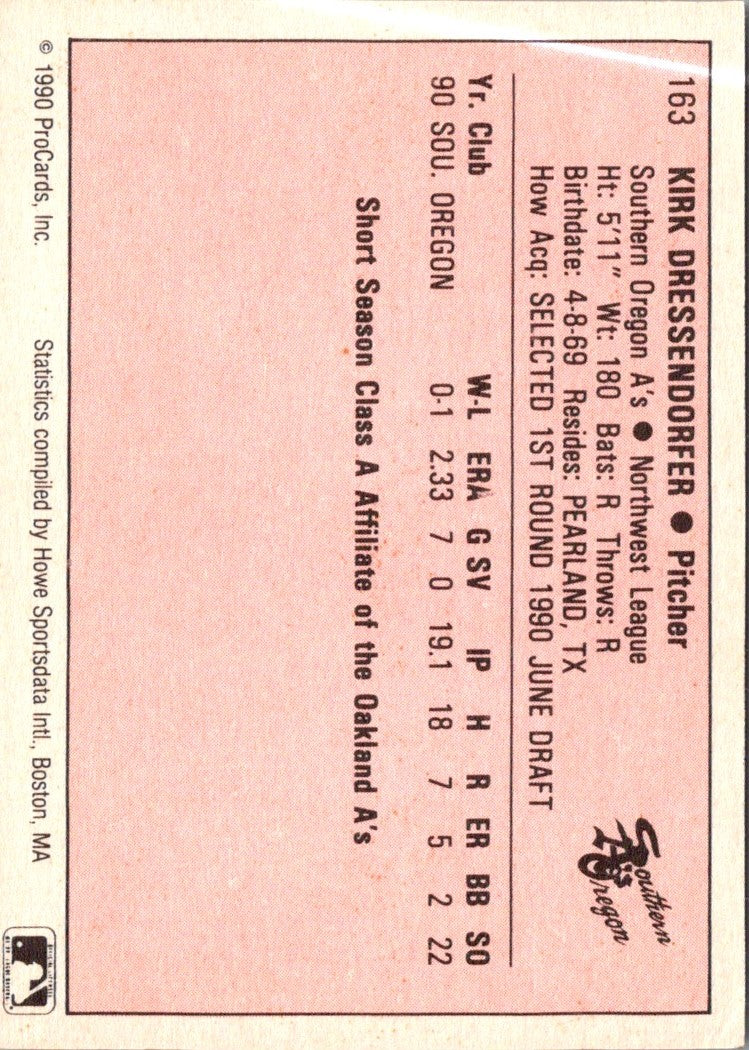 163 KIRK DRESSENDORFER ● Pitcher
Southern Oregon A's ● Northwest League
Ht: 5'11" Wt: 180 Bats: R Throws: R
Birthdate: 4-8-69 Resides: PEARLAND, TX
How Acq: SELECTED 1ST ROUND 1990 JUNE DRAFT
Southern
A's
Oregon
Yr. Club W-L ERA G SV IP H R ER BB SO
90 SOU. OREGON 0-1 2.33 7 0 19.1 18 7 5 2 22
Short Season Class A Affiliate of the Oakland A's
© 1990 ProCards, Inc. Statistics compiled by Howe Sportsdata Intl., Boston, MA